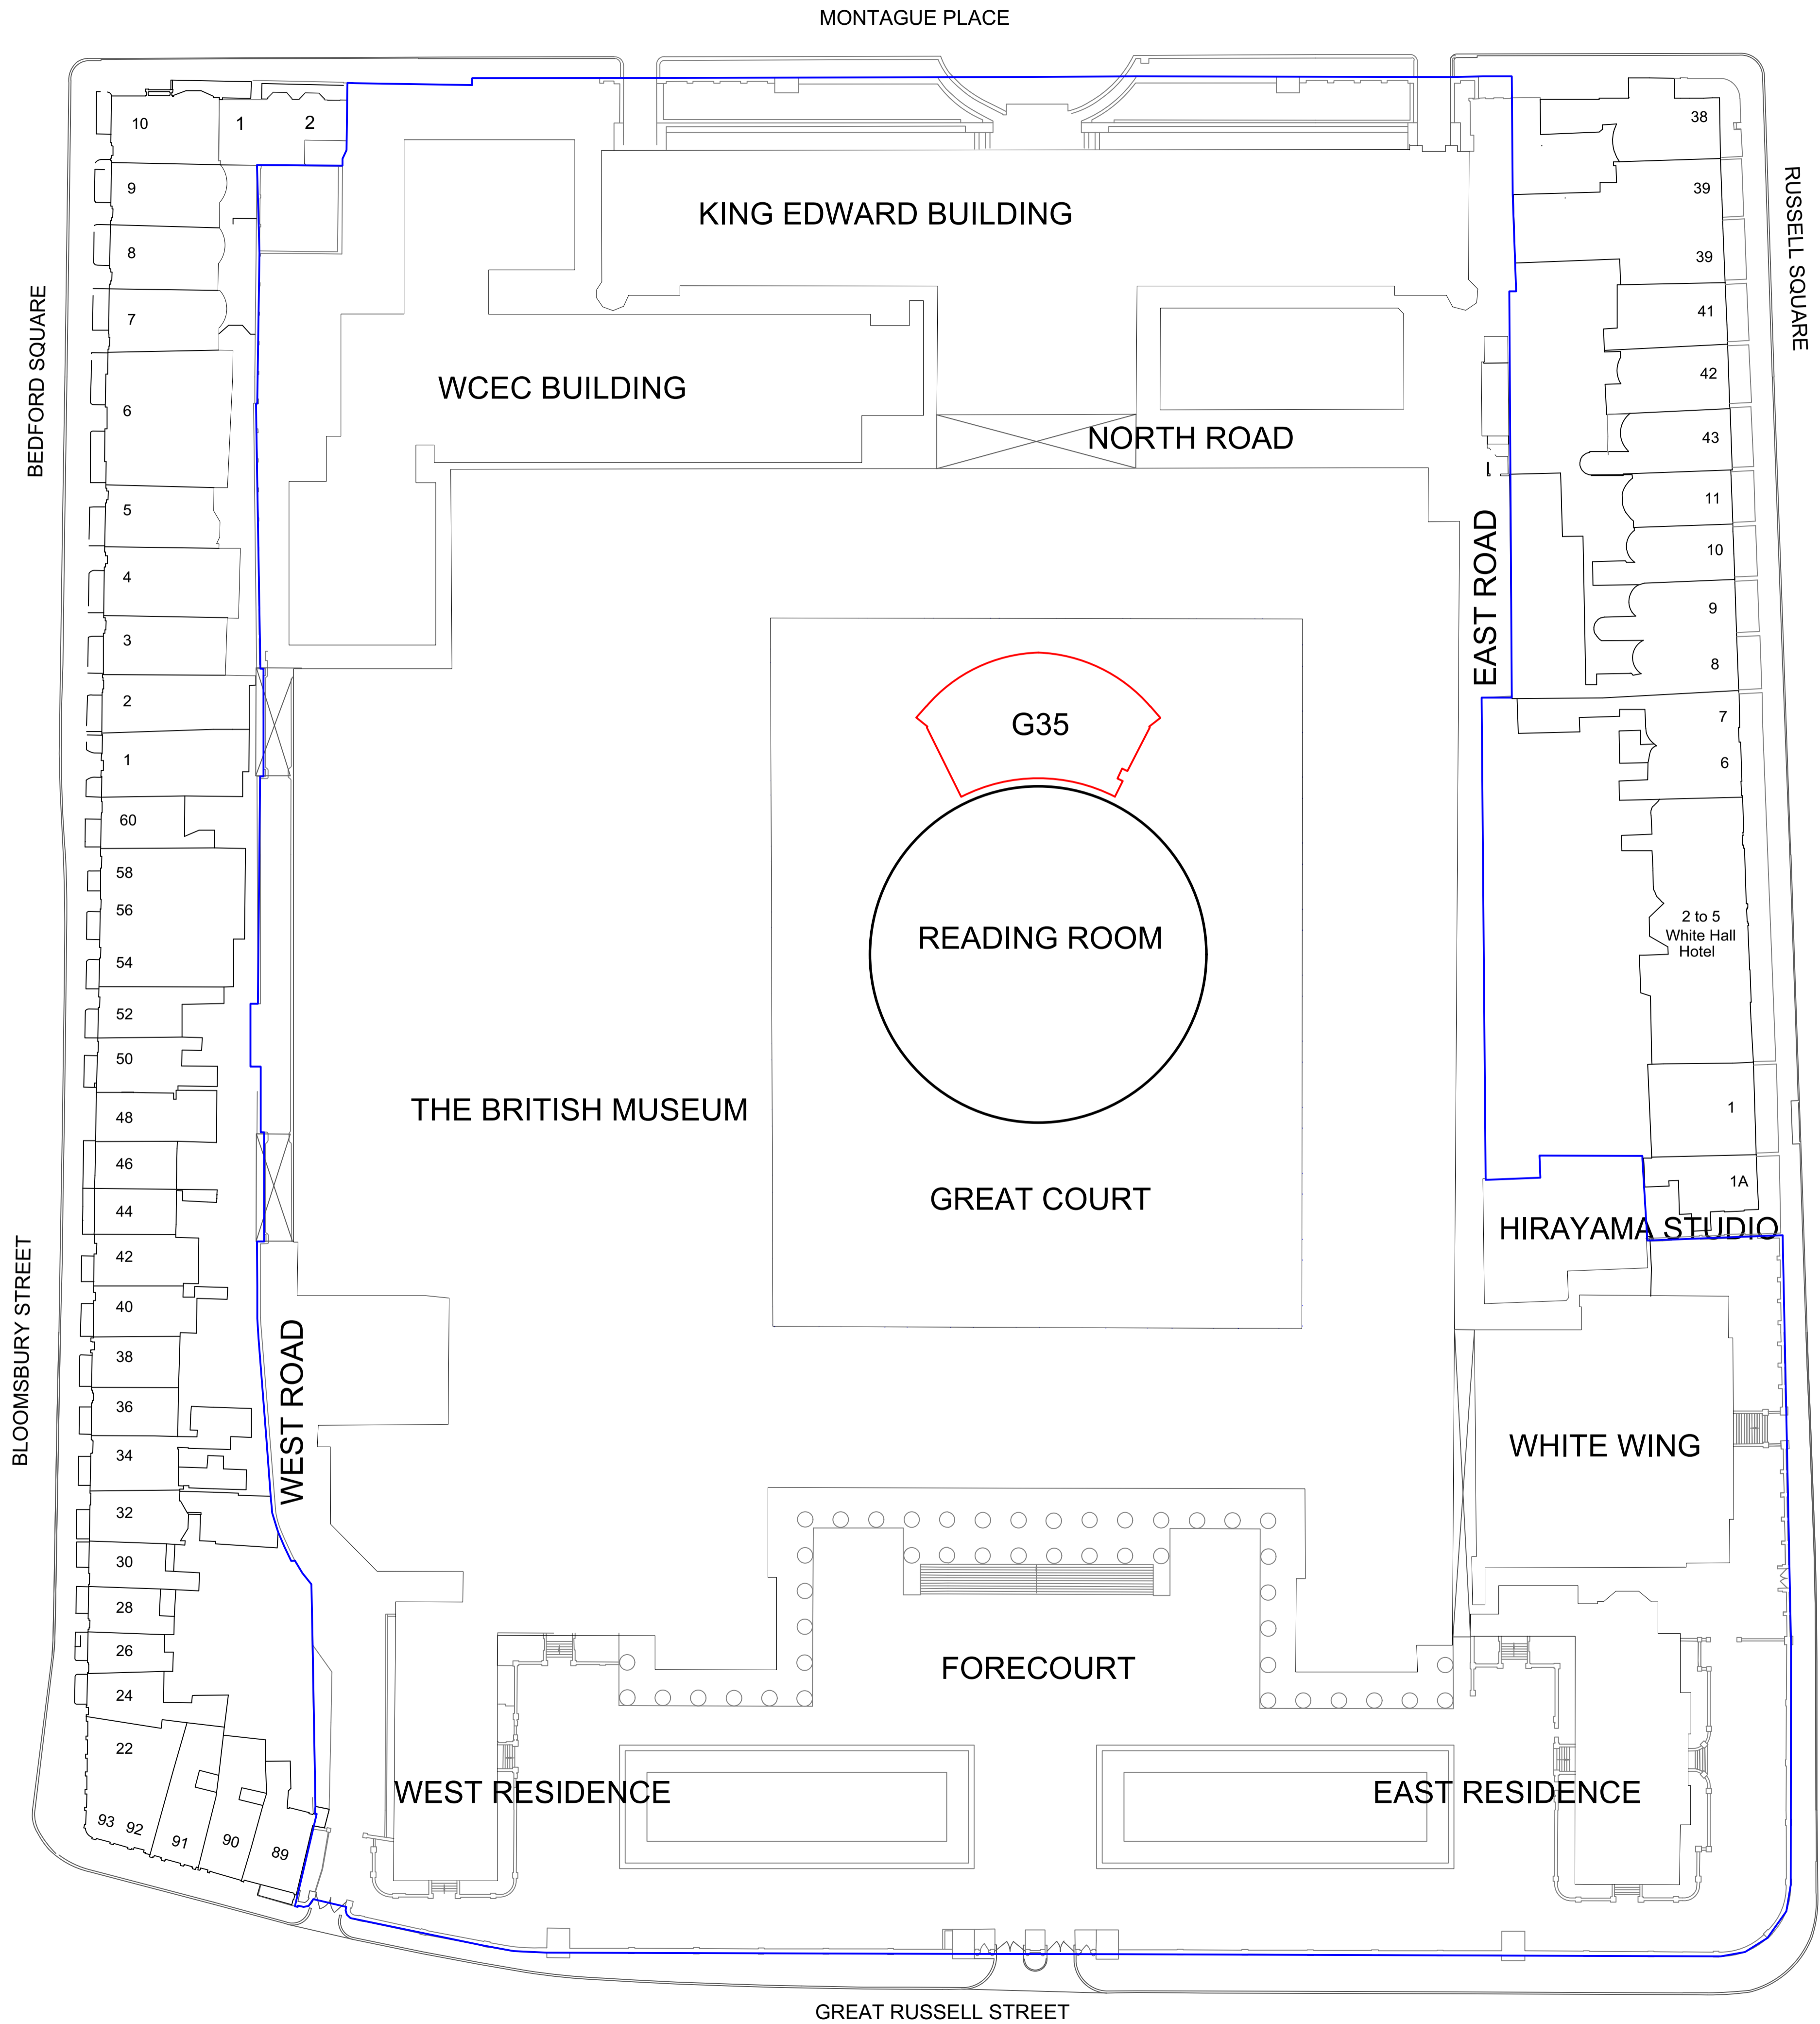 MONTAGUE PLACE
10
1
2
38
9
39
KING EDWARD BUILDING
RUSSELL SQUARE
8
39
BEDFORD SQUARE
7
41
WCEC BUILDING
42
6
NORTH ROAD
43
5
11
EAST ROAD
10
4
9
3
8
2
G35
7
1
6
60
58
56
READING ROOM
2 to 5
White Hall
Hotel
54
52
50
THE BRITISH MUSEUM
1
48
46
1A
44
GREAT COURT
HIRAYAMA STUDIO
42
BLOOMSBURY STREET
40
38
WEST ROAD
36
34
WHITE WING
32
30
28
26
FORECOURT
24
22
WEST RESIDENCE
EAST RESIDENCE
93
92
91
90
89
GREAT RUSSELL STREET